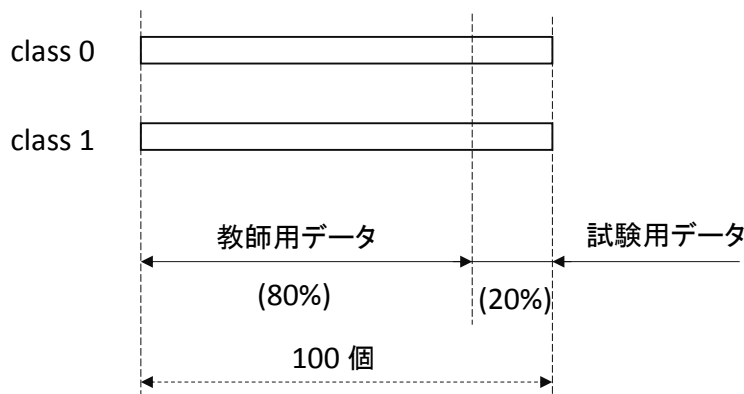 class 0
class 1
教師用データ
試験用データ
(80%)
(20%)
100 個